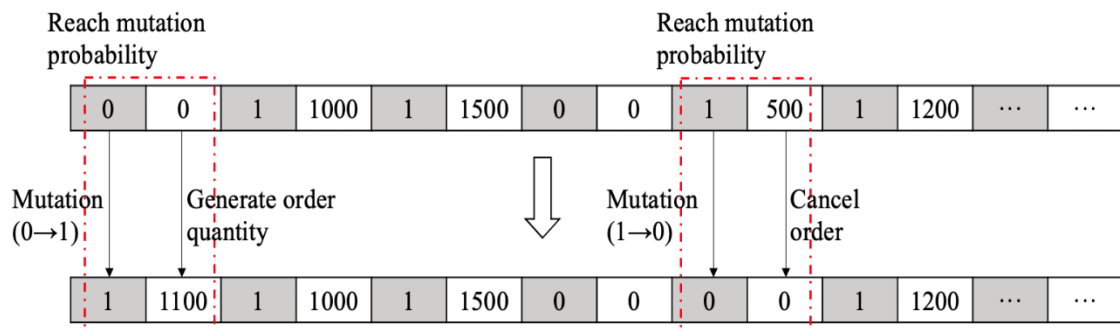 Reach mutation
probability
Reach mutation
probability
0 0 1 1000 1 1500 0 0 1 500 1 1200 ⋯ ⋯
Mutation
(0→1)
Generate order
quantity
Mutation
(1→0)
Cancel
order
1 1100 1 1000 1 1500 0 0 0 0 1 1200 ⋯ ⋯